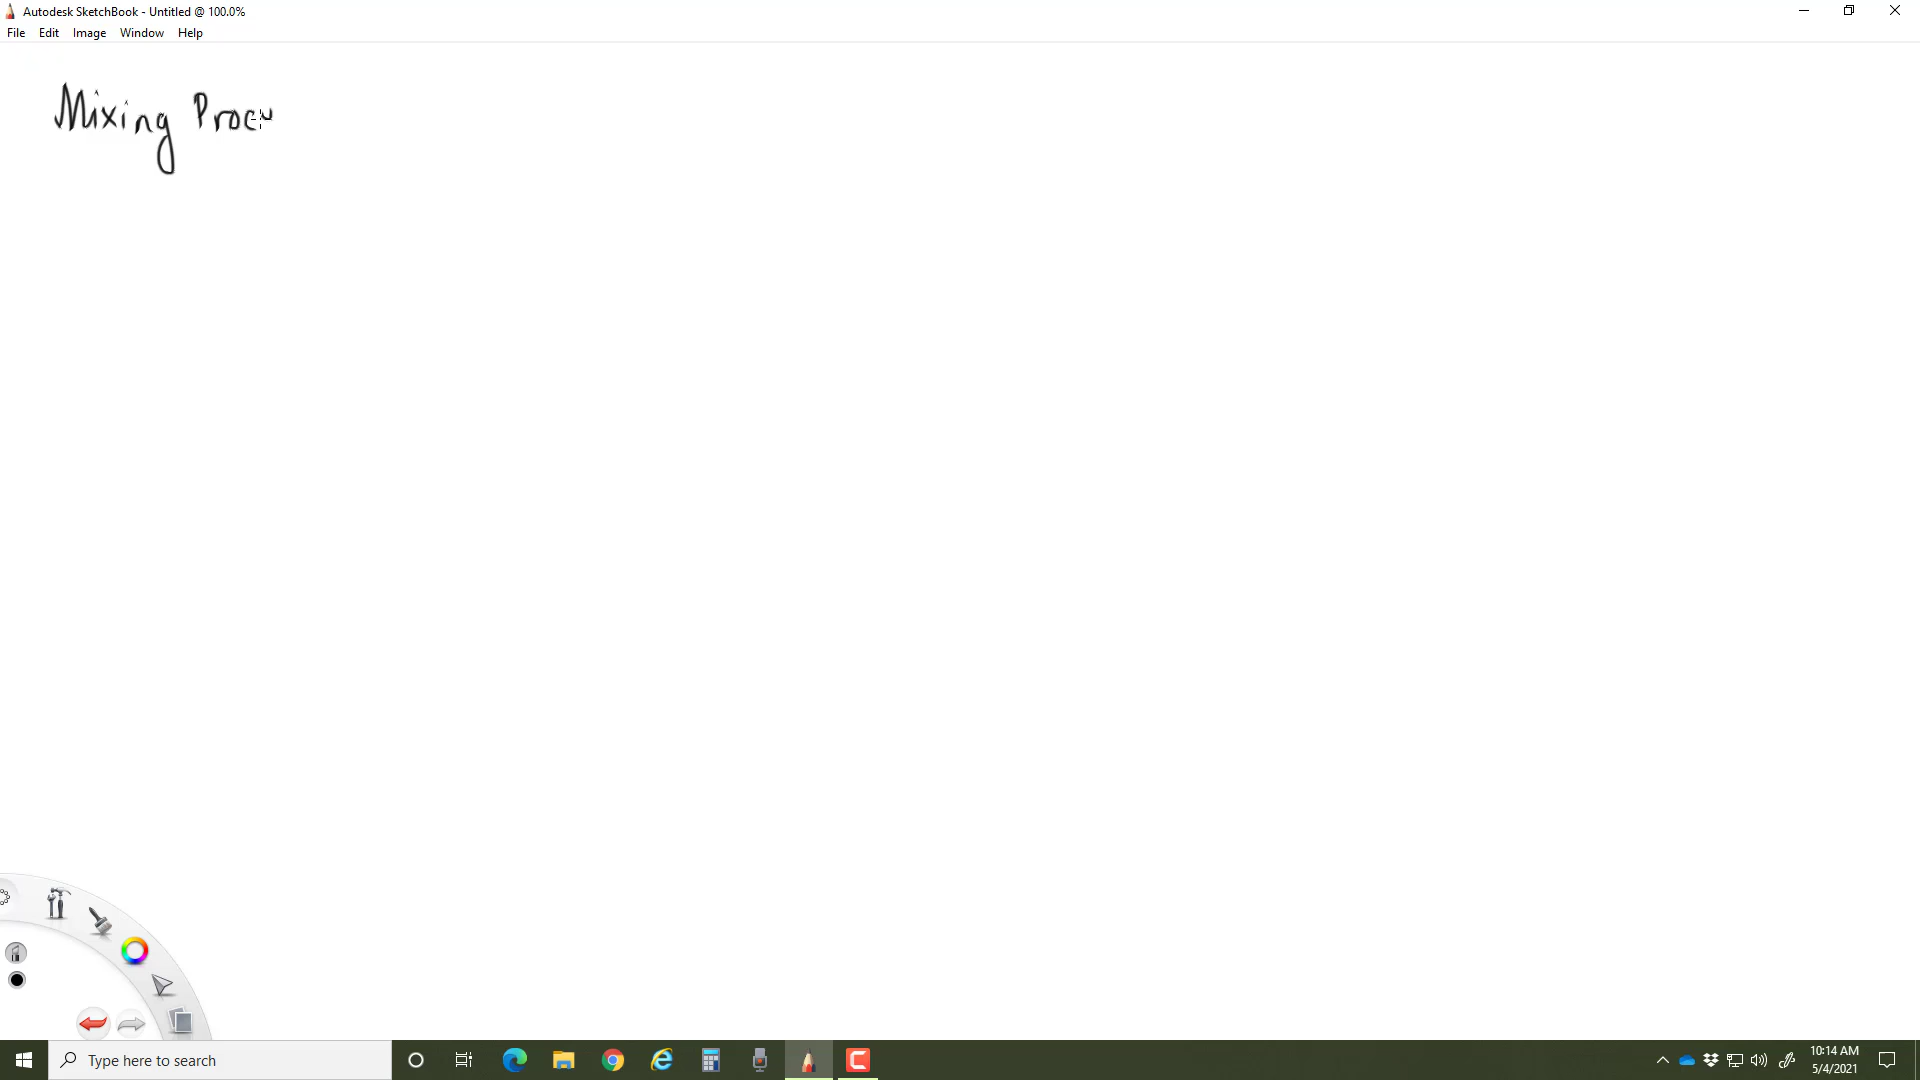 Autodesk SketchBook - Untitled @ 100.0%
File Edit Image Window Help
Mixing Proc
Type here to search
10:14 AM
5/4/2021